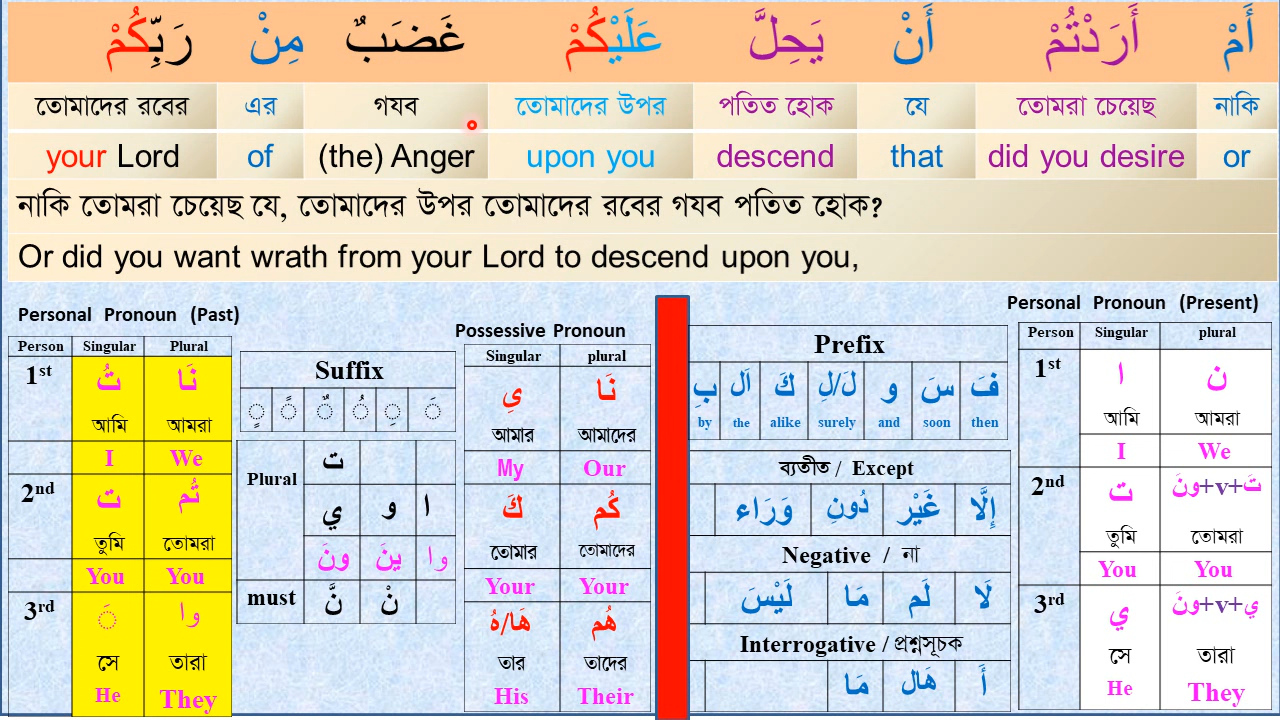 أَمْ أَرَدْتُمْ أَنْ يَحِلَّ عَلَيْكُمْ غَضَبٌ مِنْ رَبِّكُمْ
তোমাদের রবের এর গযব তোমাদের উপর পতিত হোক যে তোমরা চেয়েছ নাকি
your Lord of (the) Anger upon you descend that did you desire or
নাকি তোমরা চেয়েছ যে, তোমাদের উপর তোমাদের রবের গযব পতিত হোক?
Or did you want wrath from your Lord to descend upon you,
Personal Pronoun (Past)
Person Singular Plural
1st تُ نَا
আমি আমরা
I We
2nd ت تُم
তুমি তোমরা
You You
3rd َ وا
সে তারা
He They
Suffix
ٍ ً ٌ ُ ِ َ
Plural ت
ي و ا
ونَ ينَ وا
must نَّ نْ
Possessive Pronoun
Singular plural
يِ نَا
আমার আমাদের
My Our
كَ كُم
তোমার তোমাদের
Your Your
هَا/هُ هُم
তার তাদের
His Their
Prefix
بِ اَل كَ لَ/لِ و سَ فَ
by the alike surely and soon then
ব্যতীত / Except
وَرَاء دُونِ غَيْر إِلَّا
Negative / না
لَيْسَ مَا لَم لَا
Interrogative / প্রশ্নসূচক
مَا هَال أَ
Personal Pronoun (Present)
Person Singular plural
1st ا ن
আমি আমরা
I We
2nd ت تَ+v+ونَ
তুমি তোমরা
You You
3rd ي ي+v+ونَ
সে তারা
He They